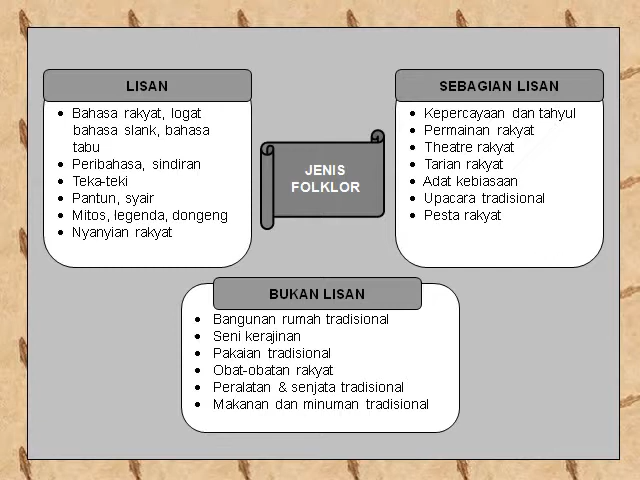 LISAN
• Bahasa rakyat, logat
bahasa slank, bahasa
tabu
• Peribahasa, sindiran
• Teka-teki
• Pantun, syair
• Mitos, legenda, dongeng
• Nyanyian rakyat
JENIS
FOLKLOR
SEBAGIAN LISAN
• Kepercayaan dan tahyul
• Permainan rakyat
• Theatre rakyat
• Tarian rakyat
• Adat kebiasaan
• Upacara tradisional
• Pesta rakyat
BUKAN LISAN
• Bangunan rumah tradisional
• Seni kerajinan
• Pakaian tradisional
• Obat-obatan rakyat
• Peralatan & senjata tradisional
• Makanan dan minuman tradisional